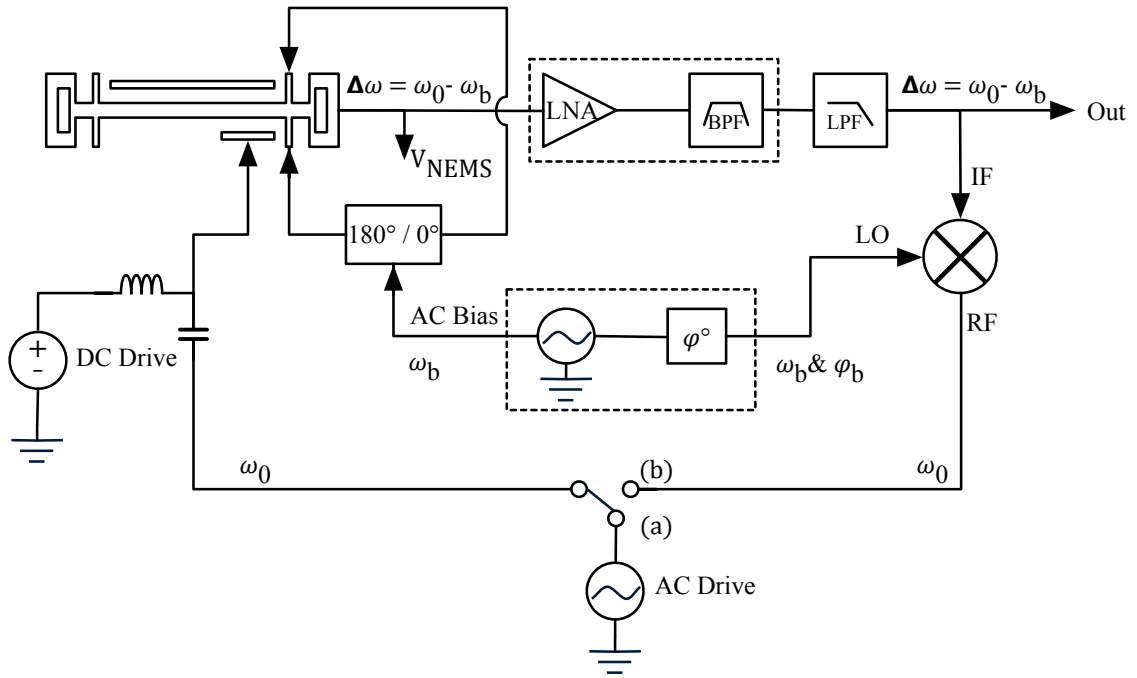 𝚫ω = ω0- ωb
LNA
BPF
LPF
Δω = ω0- ωb
Out
VNEMS
IF
180° / 0°
LO
RF
AC Bias
φ°
ωb
ωb& φb
+
-
DC Drive
ω0
(b)
ω0
(a)
AC Drive